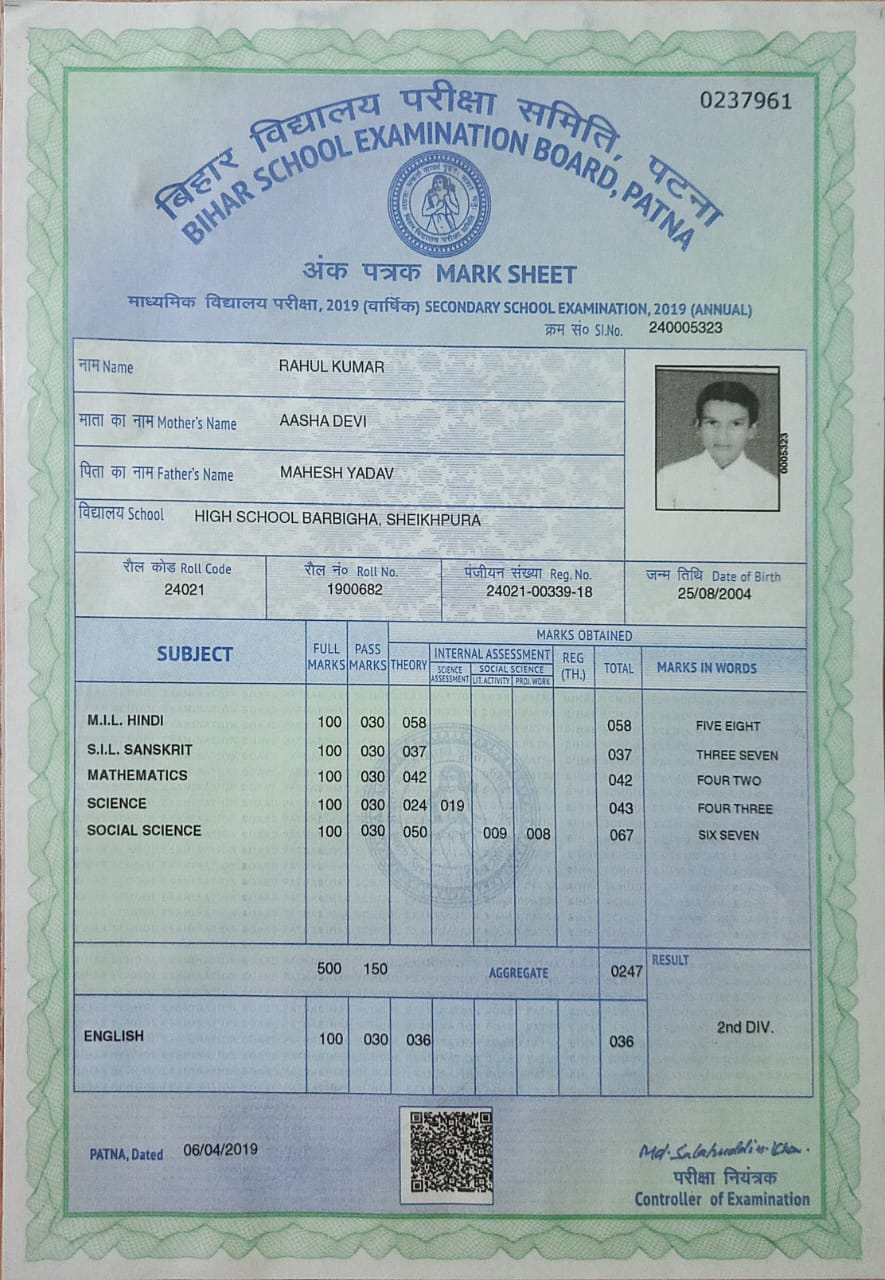 0237961
बिहार विद्यालय परीक्षा समिति, पटना
BIHAR SCHOOL EXAMINATION BOARD, PATNA
अंक पत्रक MARK SHEET
माध्यमिक विद्यालय परीक्षा, 2019 (वार्षिक) SECONDARY SCHOOL EXAMINATION, 2019 (ANNUAL)
क्रम सं० Sl.No. 240005323
नाम Name RAHUL KUMAR
माता का नाम Mother's Name AASHA DEVI
पिता का नाम Father's Name MAHESH YADAV
0005323
विद्यालय School HIGH SCHOOL BARBIGHA, SHEIKHPURA
रौल कोड Roll Code रौल नं० Roll No. पंजीयन संख्या Reg. No. जन्म तिथि Date of Birth
24021 1900682 24021-00339-18 25/08/2004
SUBJECT FULL MARKS PASS MARKS MARKS OBTAINED
THEORY INTERNAL ASSESSMENT REG (TH.) TOTAL MARKS IN WORDS
SCIENCE ASSESSMENT SOCIAL SCIENCE
LIT. ACTIVITY PROJ. WORK
M.I.L. HINDI 100 030 058 058 FIVE EIGHT
S.I.L. SANSKRIT 100 030 037 037 THREE SEVEN
MATHEMATICS 100 030 042 042 FOUR TWO
SCIENCE 100 030 024 019 043 FOUR THREE
SOCIAL SCIENCE 100 030 050 009 008 067 SIX SEVEN
500 150 AGGREGATE 0247 RESULT
2nd DIV.
ENGLISH 100 030 036 036
PATNA, Dated 06/04/2019
Md. Salahuddin Khan.
परीक्षा नियंत्रक
Controller of Examination